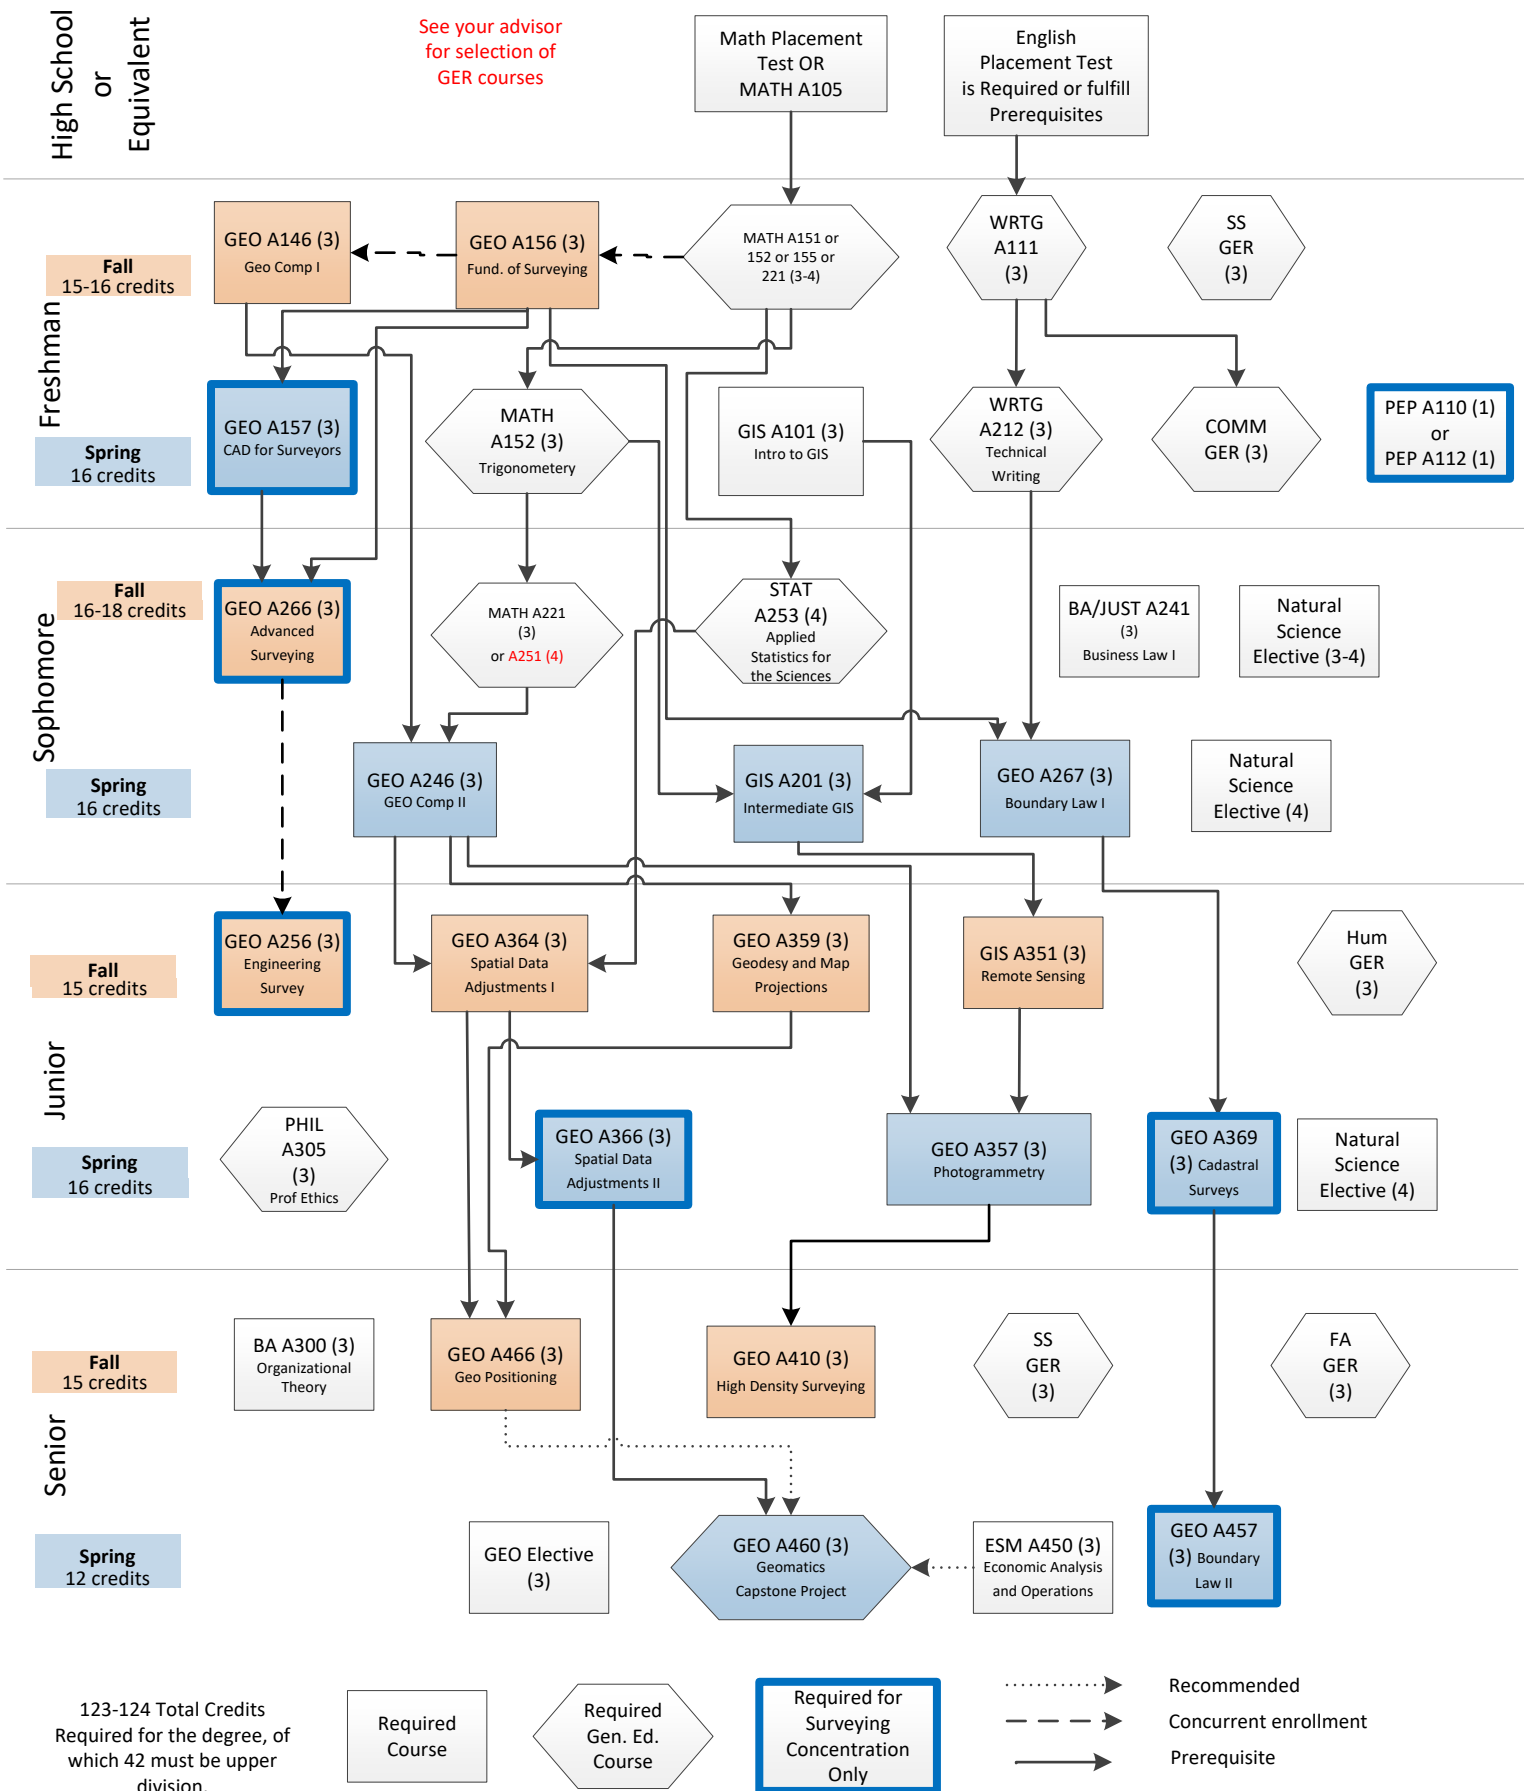 High School
or
Equivalent
See your advisor
for selection of
GER courses
Math Placement
Test OR
MATH A105
English
Placement Test
is Required or fulfill
Prerequisites
Freshman
Fall
15-16 credits
GEO A146 (3)
Geo Comp I
GEO A156 (3)
Fund. of Surveying
MATH A151 or
152 or 155 or
221 (3-4)
WRTG
A111
(3)
SS
GER
(3)
Spring
16 credits
GEO A157 (3)
CAD for Surveyors
MATH
A152 (3)
Trigonometery
GIS A101 (3)
Intro to GIS
WRTG
A212 (3)
Technical
Writing
COMM
GER (3)
PEP A110 (1)
or
PEP A112 (1)
Sophomore
Fall
16-18 credits
GEO A266 (3)
Advanced
Surveying
MATH A221
(3)
or A251 (4)
STAT
A253 (4)
Applied
Statistics for
the Sciences
BA/JUST A241
(3)
Business Law I
Natural
Science
Elective (3-4)
Spring
16 credits
GEO A246 (3)
GEO Comp II
GIS A201 (3)
Intermediate GIS
GEO A267 (3)
Boundary Law I
Natural
Science
Elective (4)
Junior
Fall
15 credits
GEO A256 (3)
Engineering
Survey
GEO A364 (3)
Spatial Data
Adjustments I
GEO A359 (3)
Geodesy and Map
Projections
GIS A351 (3)
Remote Sensing
Hum
GER
(3)
Spring
16 credits
PHIL
A305
(3)
Prof Ethics
GEO A366 (3)
Spatial Data
Adjustments II
GEO A357 (3)
Photogrammetry
GEO A369
(3) Cadastral
Surveys
Natural
Science
Elective (4)
Senior
Fall
15 credits
BA A300 (3)
Organizational
Theory
GEO A466 (3)
Geo Positioning
GEO A410 (3)
High Density Surveying
SS
GER
(3)
FA
GER
(3)
Spring
12 credits
GEO Elective
(3)
GEO A460 (3)
Geomatics
Capstone Project
ESM A450 (3)
Economic Analysis
and Operations
GEO A457
(3) Boundary
Law II
123-124 Total Credits
Required for the degree, of
which 42 must be upper
division.
Required
Course
Required
Gen. Ed.
Course
Required for
Surveying
Concentration
Only
Recommended
Concurrent enrollment
Prerequisite